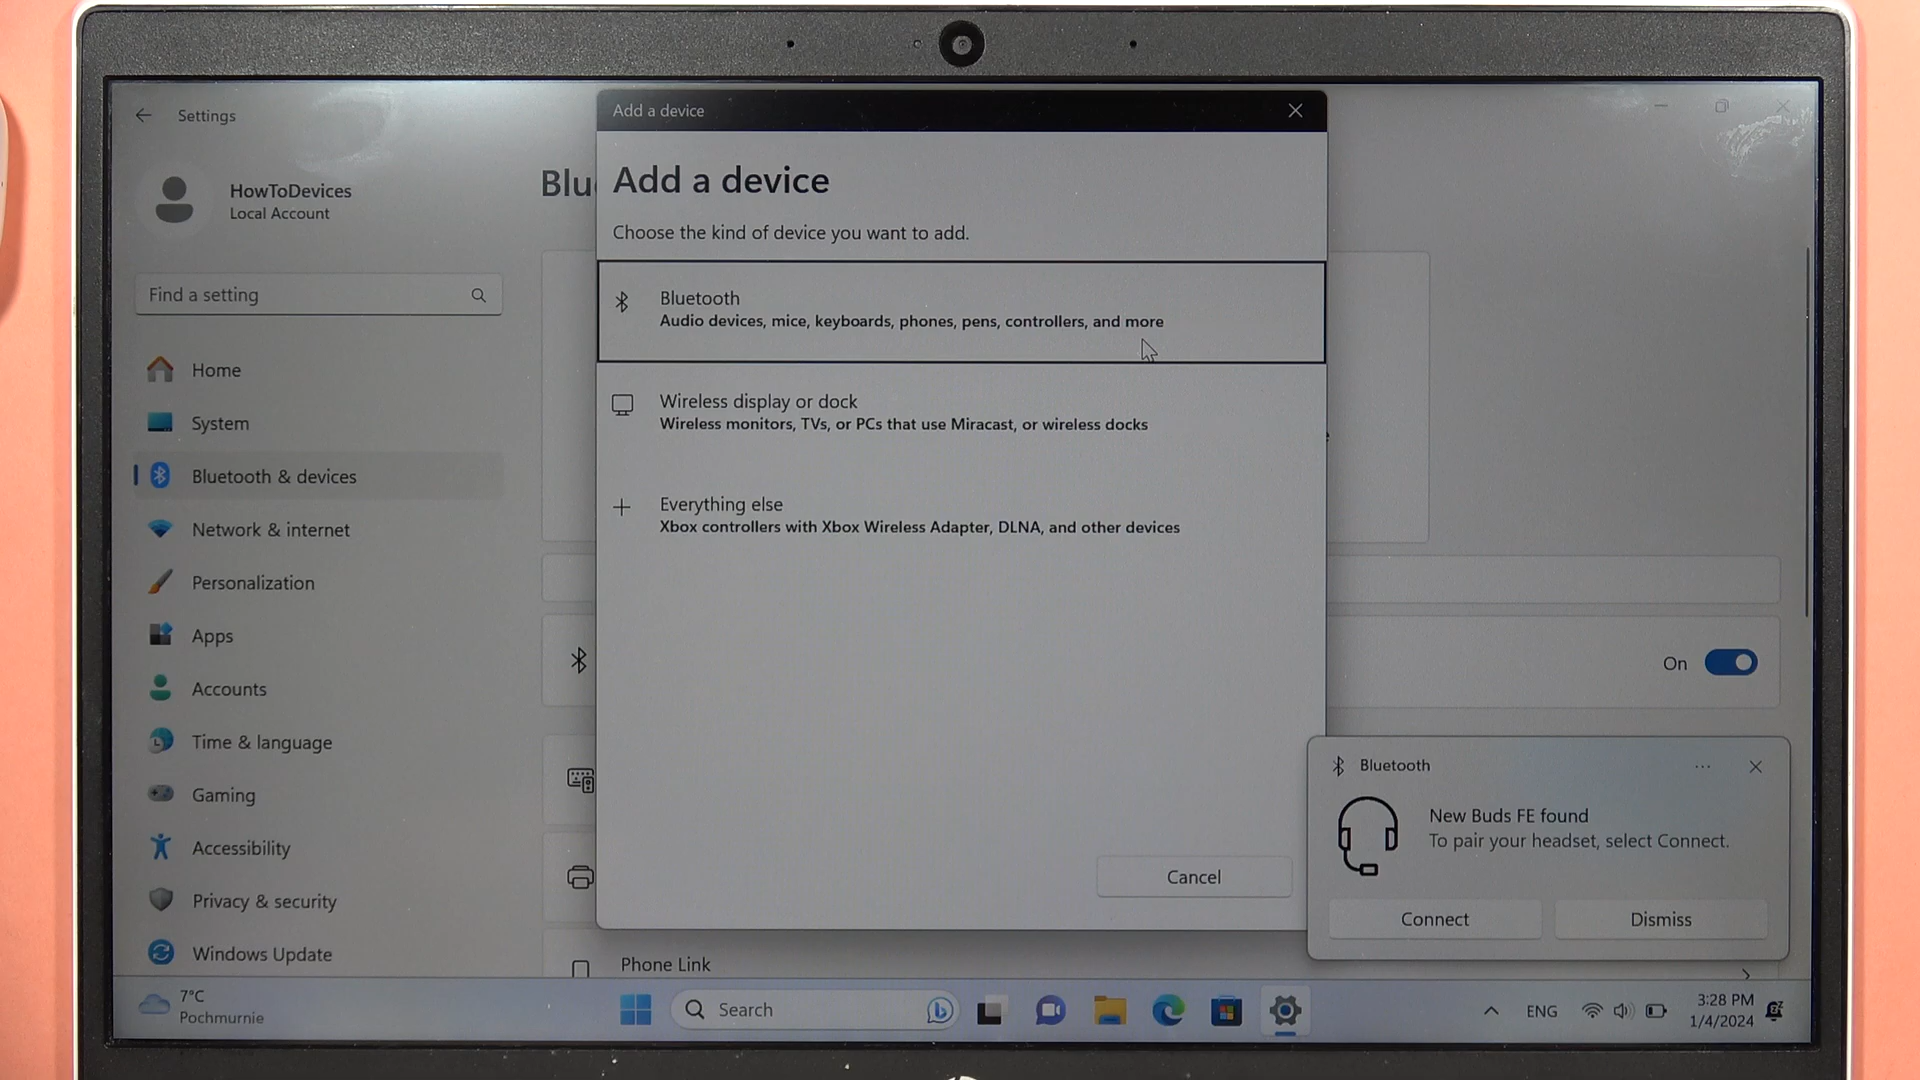 Settings
HowToDevices
Local Account
Find a setting
Home
System
Bluetooth & devices
Network & internet
Personalization
Apps
Accounts
Time & language
Gaming
Accessibility
Privacy & security
Windows Update
Blu
Add a device
Add a device
Choose the kind of device you want to add.
Bluetooth
Audio devices, mice, keyboards, phones, pens, controllers, and more
Wireless display or dock
Wireless monitors, TVs, or PCs that use Miracast, or wireless docks
Everything else
Xbox controllers with Xbox Wireless Adapter, DLNA, and other devices
Cancel
On
Phone Link
Bluetooth
New Buds FE found
To pair your headset, select Connect.
Connect
Dismiss
7°C
Pochmurnie
Search
ENG
3:28 PM
1/4/2024